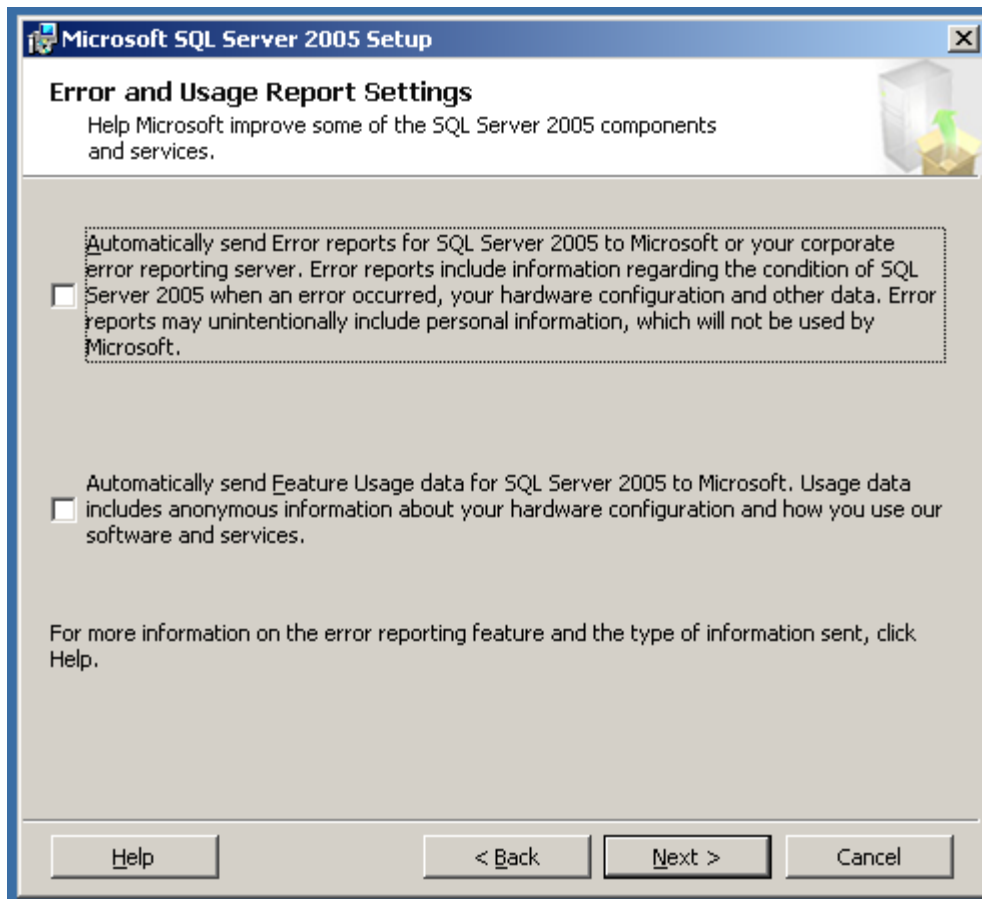 Microsoft SQL Server 2005 Setup
Error and Usage Report Settings
Help Microsoft improve some of the SQL Server 2005 components
and services.
Automatically send Error reports for SQL Server 2005 to Microsoft or your corporate
error reporting server. Error reports include information regarding the condition of SQL
Server 2005 when an error occurred, your hardware configuration and other data. Error
reports may unintentionally include personal information, which will not be used by
Microsoft.
Automatically send Feature Usage data for SQL Server 2005 to Microsoft. Usage data
includes anonymous information about your hardware configuration and how you use our
software and services.
For more information on the error reporting feature and the type of information sent, click
Help.
Help
< Back
Next >
Cancel